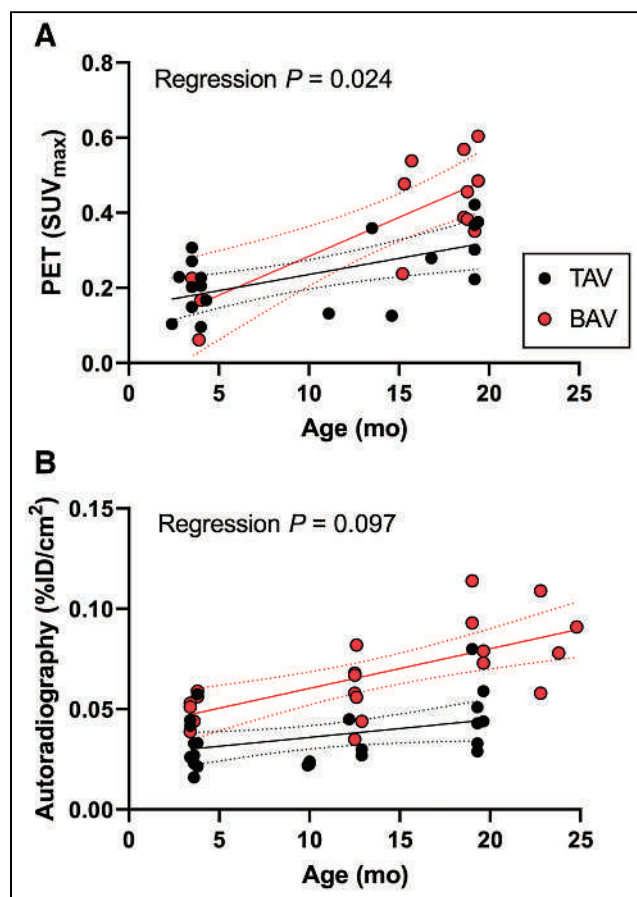 A
Regression P = 0.024
PET (SUVmax)
0.8
0.6
0.4
0.2
0.0
0 5 10 15 20 25
Age (mo)
TAV
BAV
B
Regression P = 0.097
Autoradiography (%ID/cm²)
0.15
0.10
0.05
0.00
0 5 10 15 20 25
Age (mo)